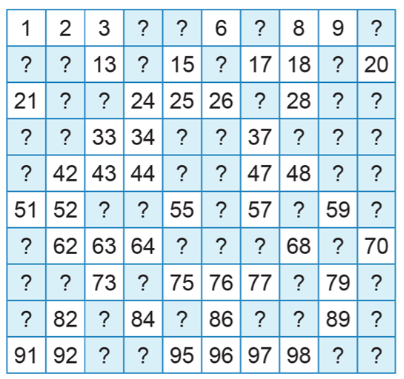 1 2 3 ? ? 6 ? 8 9 ?
? ? 13 ? 15 ? 17 18 ? 20
21 ? ? 24 25 26 ? 28 ? ?
? ? 33 34 ? ? 37 ? ? ?
? 42 43 44 ? ? 47 48 ? ?
51 52 ? ? 55 ? 57 ? 59 ?
? 62 63 64 ? ? ? 68 ? 70
? ? 73 ? 75 76 77 ? 79 ?
? 82 ? 84 ? 86 ? ? 89 ?
91 92 ? ? 95 96 97 98 ? ?